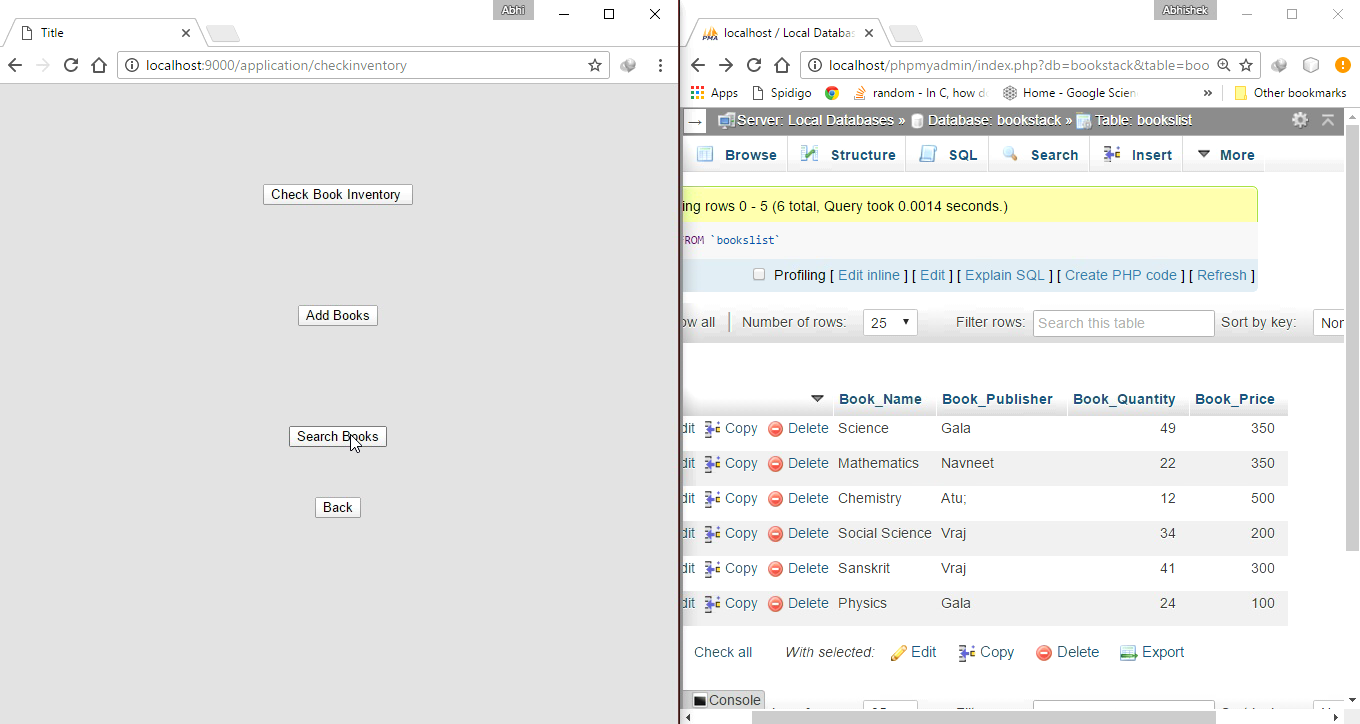 Abhi
Title
localhost:9000/application/checkinventory
Check Book Inventory
Add Books
Search Books
Back
Abhishek
localhost / Local Databa
localhost/phpmyadmin/index.php?db=bookstack&table=boo
Apps Spidigo random - In C, how do Home - Google Scien » Other bookmarks
Server: Local Databases » Database: bookstack » Table: bookslist
Browse Structure SQL Search Insert More
ing rows 0 - 5 (6 total, Query took 0.0014 seconds.)
FROM `bookslist`
Profiling [ Edit inline ] [ Edit ] [ Explain SQL ] [ Create PHP code ] [ Refresh ]
ow all Number of rows: 25 Filter rows: Search this table Sort by key: Non
Book_Name Book_Publisher Book_Quantity Book_Price
dit Copy Delete Science Gala 49 350
dit Copy Delete Mathematics Navneet 22 350
dit Copy Delete Chemistry Atu; 12 500
dit Copy Delete Social Science Vraj 34 200
dit Copy Delete Sanskrit Vraj 41 300
dit Copy Delete Physics Gala 24 100
Check all With selected: Edit Copy Delete Export
Console